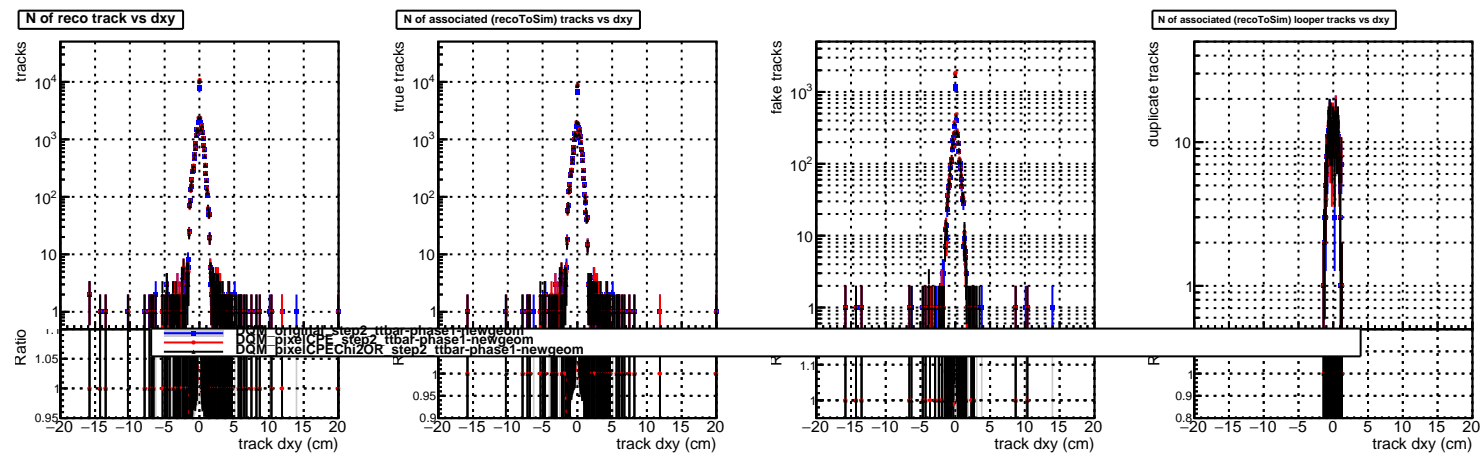 N of reco track vs dxy
N of associated (recoToSim) tracks vs dxy
N of associated (recoToSim) looper tracks vs dxy
tracks
10⁴
10³
10²
10
1
true tracks
10⁴
10³
10²
10
1
fake tracks
10³
10²
10
1
duplicate tracks
10
1
DQM_original_step2_ttbar-phase1-newgeom
DQM_pixelCPE_step2_ttbar-phase1-newgeom
DQM_pixelCPEChi2OR_step2_ttbar-phase1-newgeom
Ratio
1.05
1
0.95
1
0.95
0.9
1.1
1
1
0.9
0.8
−20 −15 −10 −5 0 5 10 15 20
−20 −15 −10 −5 0 5 10 15 20
−20 −15 −10 −5 0 5 10 15 20
−20 −15 −10 −5 0 5 10 15 20
track dxy (cm)
track dxy (cm)
track dxy (cm)
track dxy (cm)